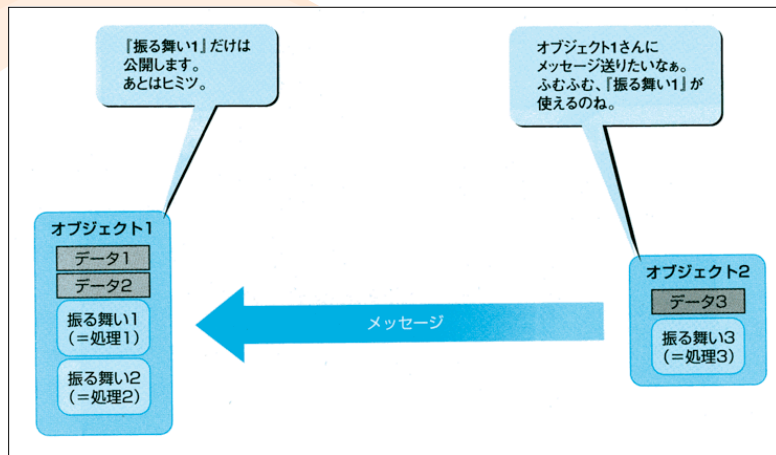 『振る舞い1』だけは
公開します。
あとはヒミツ。
オブジェクト1さんに
メッセージ送りたいなぁ。
ふむふむ、『振る舞い1』が
使えるのね。
オブジェクト1
データ1
データ2
振る舞い1
(=処理1)
振る舞い2
(=処理2)
メッセージ
オブジェクト2
データ3
振る舞い3
(=処理3)